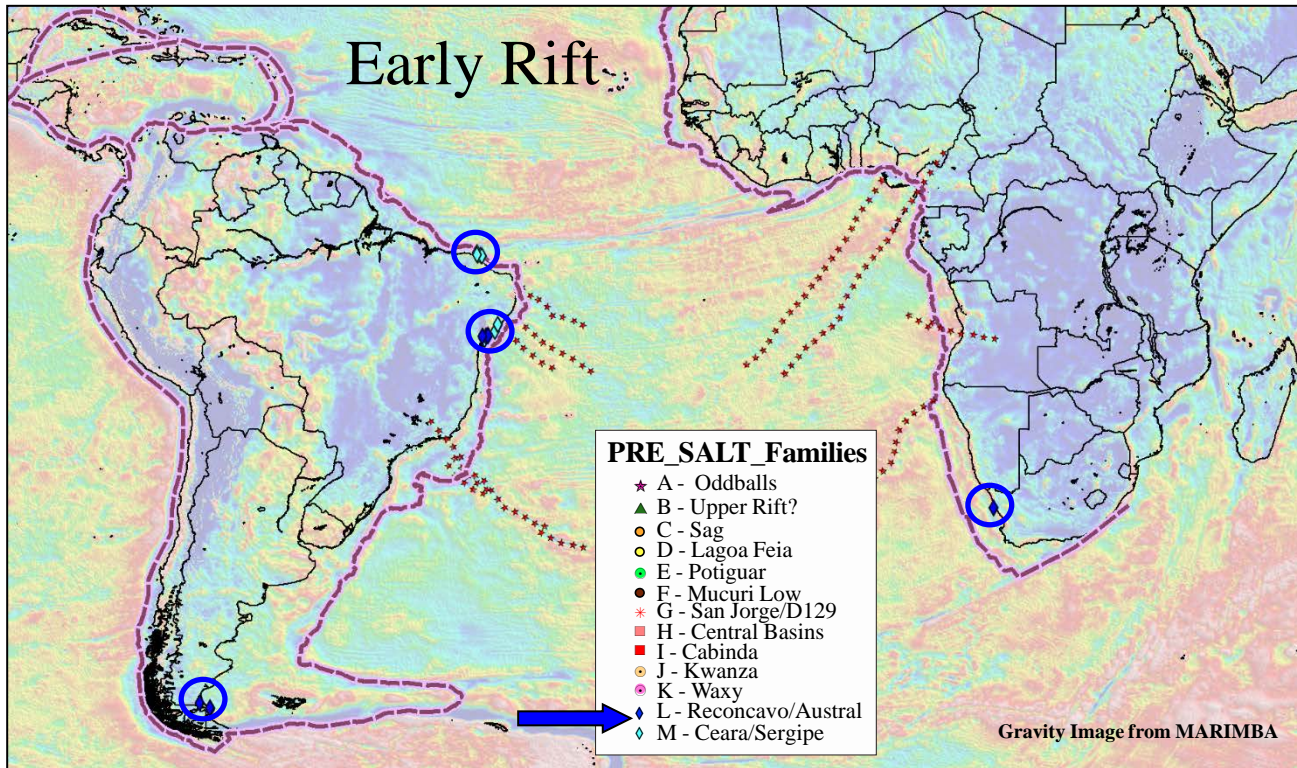 Early Rift
PRE_SALT_Families
A - Oddballs
B - Upper Rift?
C - Sag
D - Lagoa Feia
E - Potiguar
F - Mucuri Low
G - San Jorge/D129
H - Central Basins
I - Cabinda
J - Kwanza
K - Waxy
L - Reconcavo/Austral
M - Ceara/Sergipe
Gravity Image from MARIMBA